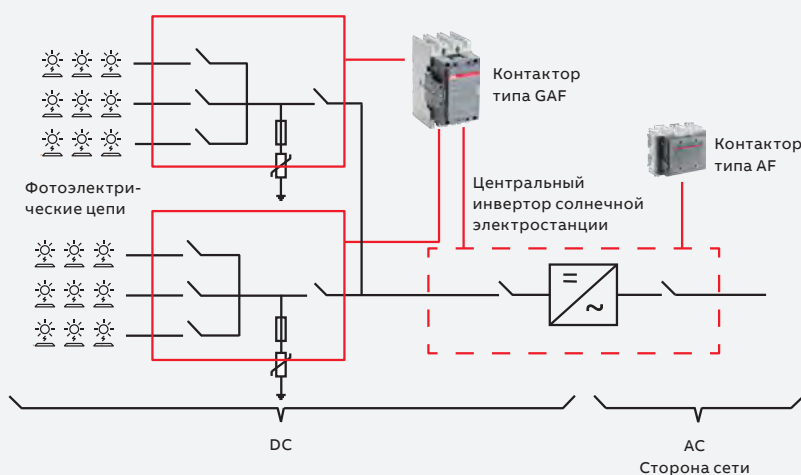 Контактор
типа GAF
Контактор
типа AF
Фотоэлектри-
ческие цепи
Центральный
инвертор солнечной
электростанции
DC
AC
Сторона сети